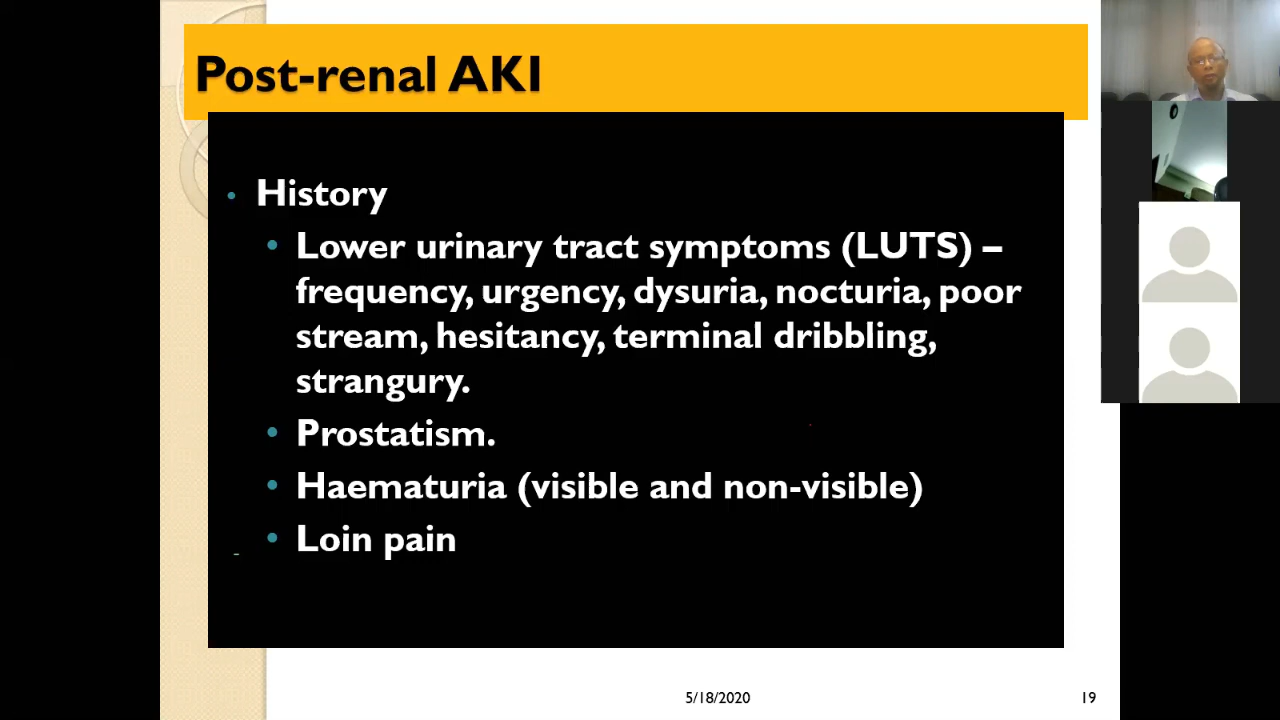 Post-renal AKI
• History
• Lower urinary tract symptoms (LUTS) –
frequency, urgency, dysuria, nocturia, poor
stream, hesitancy, terminal dribbling,
strangury.
• Prostatism.
• Haematuria (visible and non-visible)
• Loin pain
5/18/2020
19